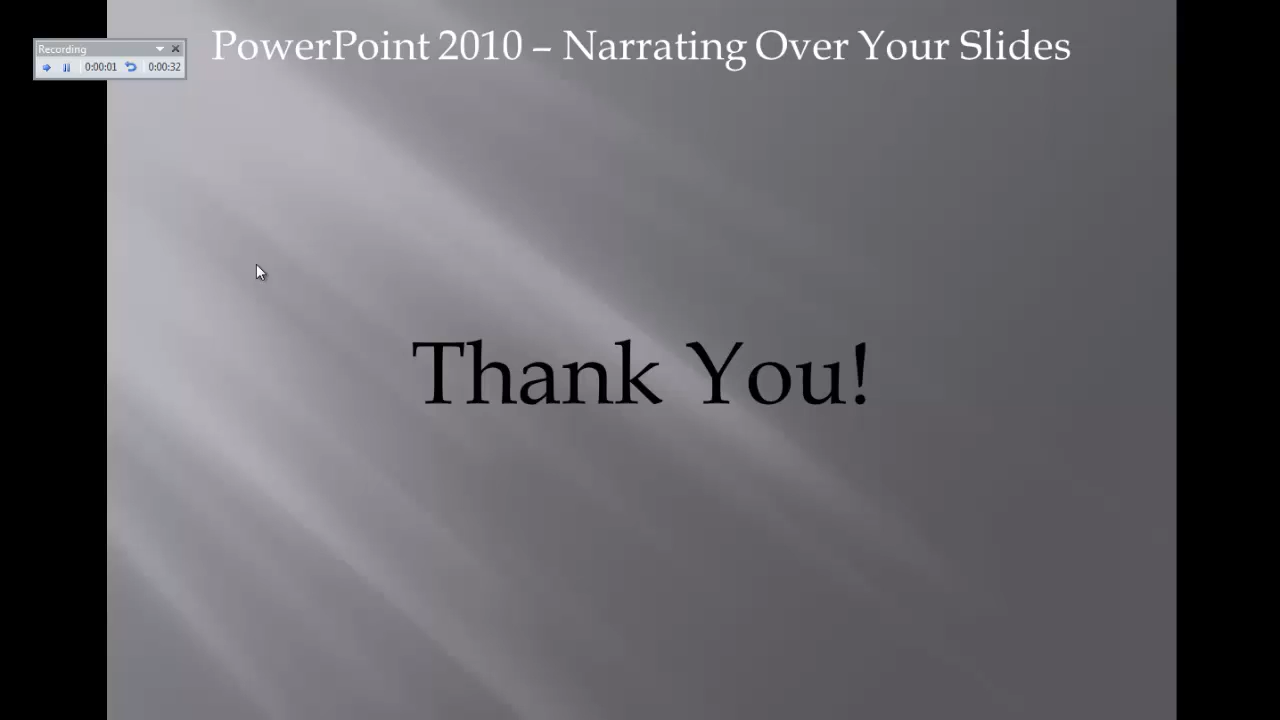 PowerPoint 2010 – Narrating Over Your Slides
Recording
0:00:01 0:00:32
Thank You!